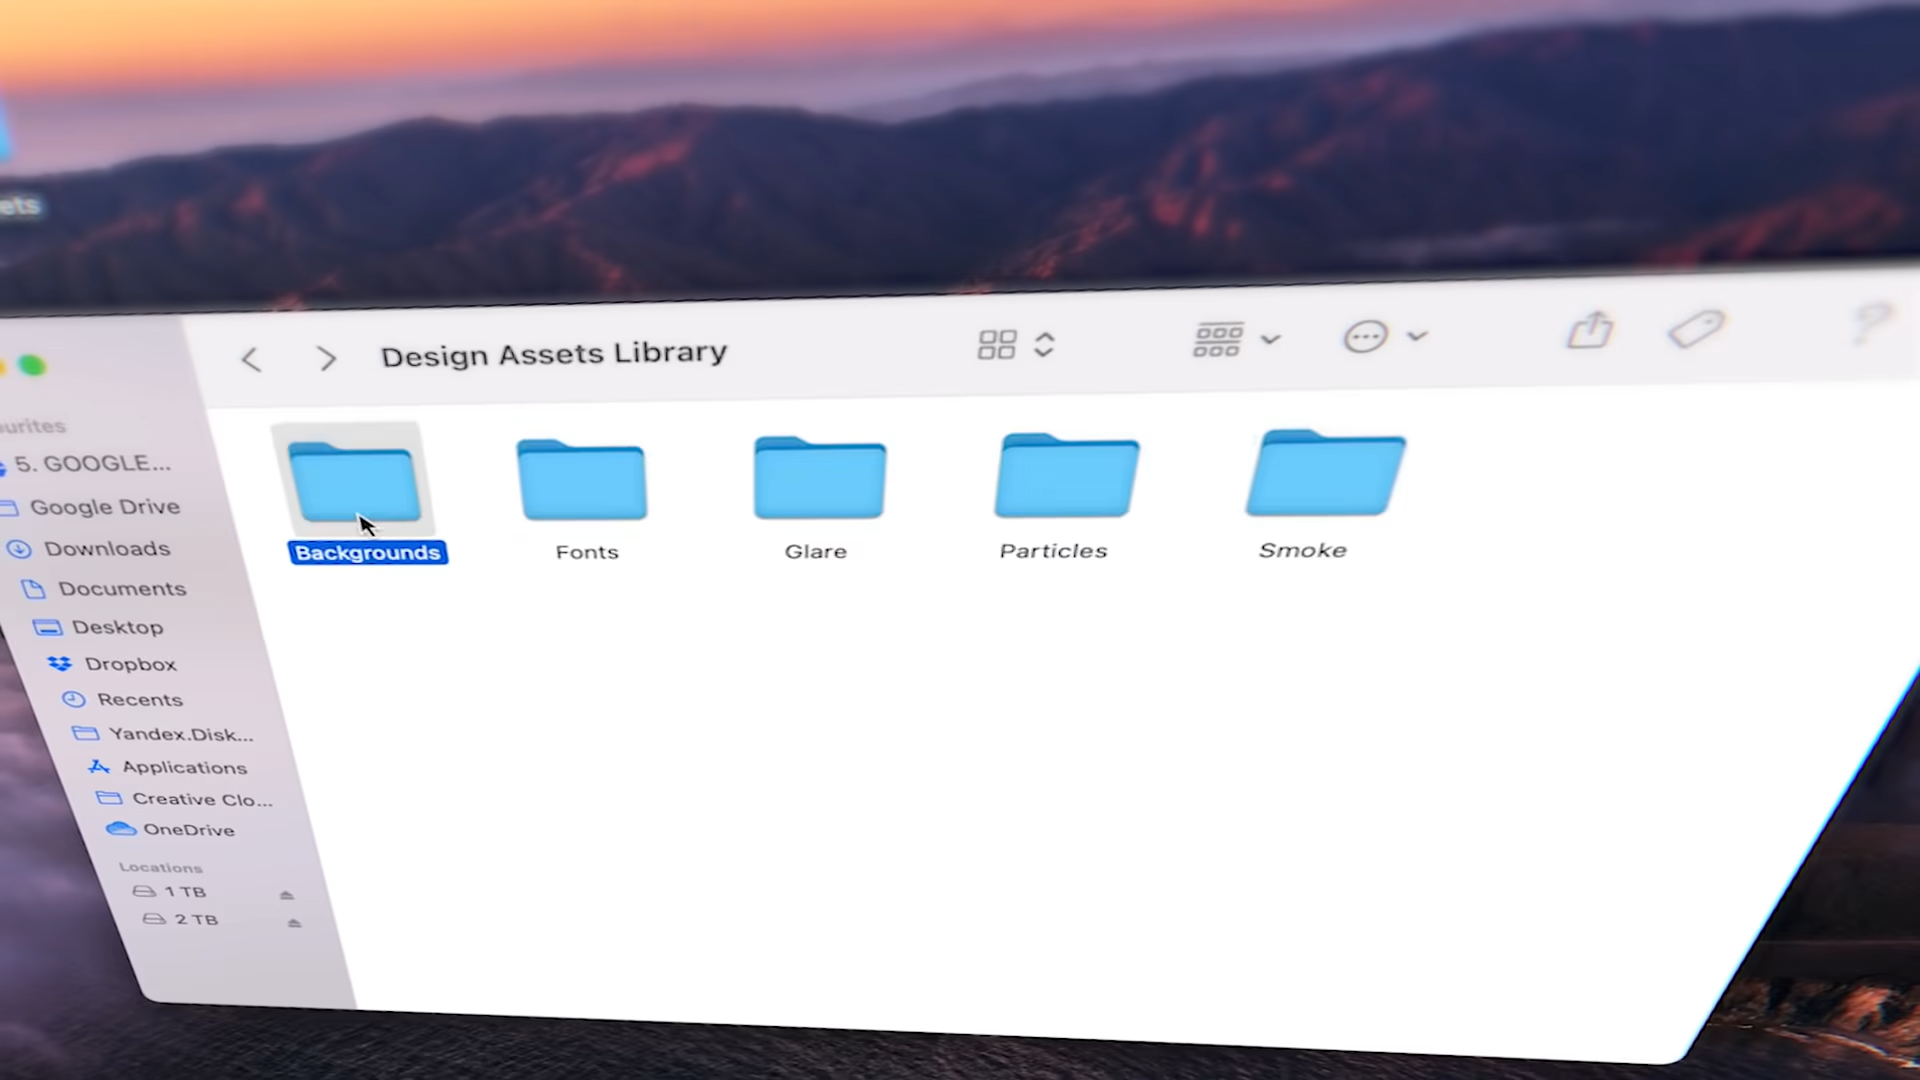 ets
Design Assets Library
ourites
5. GOOGLE...
Google Drive
Downloads
Documents
Desktop
Dropbox
Recents
Yandex.Disk...
Applications
Creative Clo...
OneDrive
Locations
1 TB
2 TB
Backgrounds
Fonts
Glare
Particles
Smoke